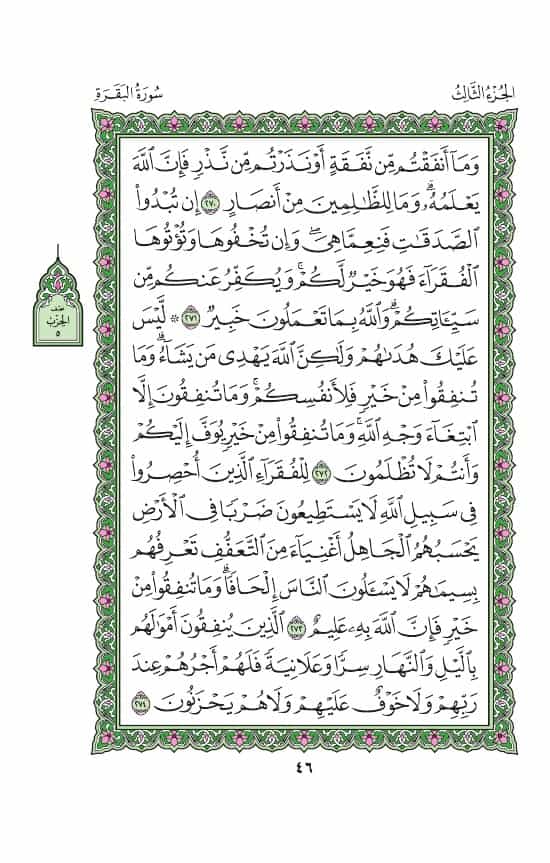 الجُزْءُ الثَّالِثُ
سُورَةُ البَقَرَةِ
وَمَآ أَنفَقْتُم مِّن نَّفَقَةٍ أَوْ نَذَرْتُم مِّن نَّذْرٍ فَإِنَّ ٱللَّهَ
يَعْلَمُهُۥۗ وَمَا لِلظَّٰلِمِينَ مِنْ أَنصَارٍ ٢٧٠ إِن تُبْدُوا۟
ٱلصَّدَقَٰتِ فَنِعِمَّا هِىَۖ وَإِن تُخْفُوهَا وَتُؤْتُوهَا
ٱلْفُقَرَآءَ فَهُوَ خَيْرٌ لَّكُمْۚ وَيُكَفِّرُ عَنكُم مِّن
سَيِّـَٔاتِكُمْۗ وَٱللَّهُ بِمَا تَعْمَلُونَ خَبِيرٌ ٢٧١ ۞ لَّيْسَ
عَلَيْكَ هُدَىٰهُمْ وَلَٰكِنَّ ٱللَّهَ يَهْدِى مَن يَشَآءُۗ وَمَا
تُنفِقُوا۟ مِنْ خَيْرٍ فَلِأَنفُسِكُمْۚ وَمَا تُنفِقُونَ إِلَّا
ٱبْتِغَآءَ وَجْهِ ٱللَّهِۚ وَمَا تُنفِقُوا۟ مِنْ خَيْرٍ يُوَفَّ إِلَيْكُمْ
وَأَنتُمْ لَا تُظْلَمُونَ ٢٧٢ لِلْفُقَرَآءِ ٱلَّذِينَ أُحْصِرُوا۟
فِى سَبِيلِ ٱللَّهِ لَا يَسْتَطِيعُونَ ضَرْبًا فِى ٱلْأَرْضِ
يَحْسَبُهُمُ ٱلْجَاهِلُ أَغْنِيَآءَ مِنَ ٱلتَّعَفُّفِ تَعْرِفُهُم
بِسِيمَٰهُمْ لَا يَسْـَٔلُونَ ٱلنَّاسَ إِلْحَافًاۗ وَمَا تُنفِقُوا۟ مِنْ
خَيْرٍ فَإِنَّ ٱللَّهَ بِهِۦ عَلِيمٌ ٢٧٣ ٱلَّذِينَ يُنفِقُونَ أَمْوَٰلَهُم
بِٱلَّيْلِ وَٱلنَّهَارِ سِرًّا وَعَلَانِيَةً فَلَهُمْ أَجْرُهُمْ عِندَ
رَبِّهِمْ وَلَا خَوْفٌ عَلَيْهِمْ وَلَا هُمْ يَحْزَنُونَ ٢٧٤
نصف
الحزب
٥
٤٦